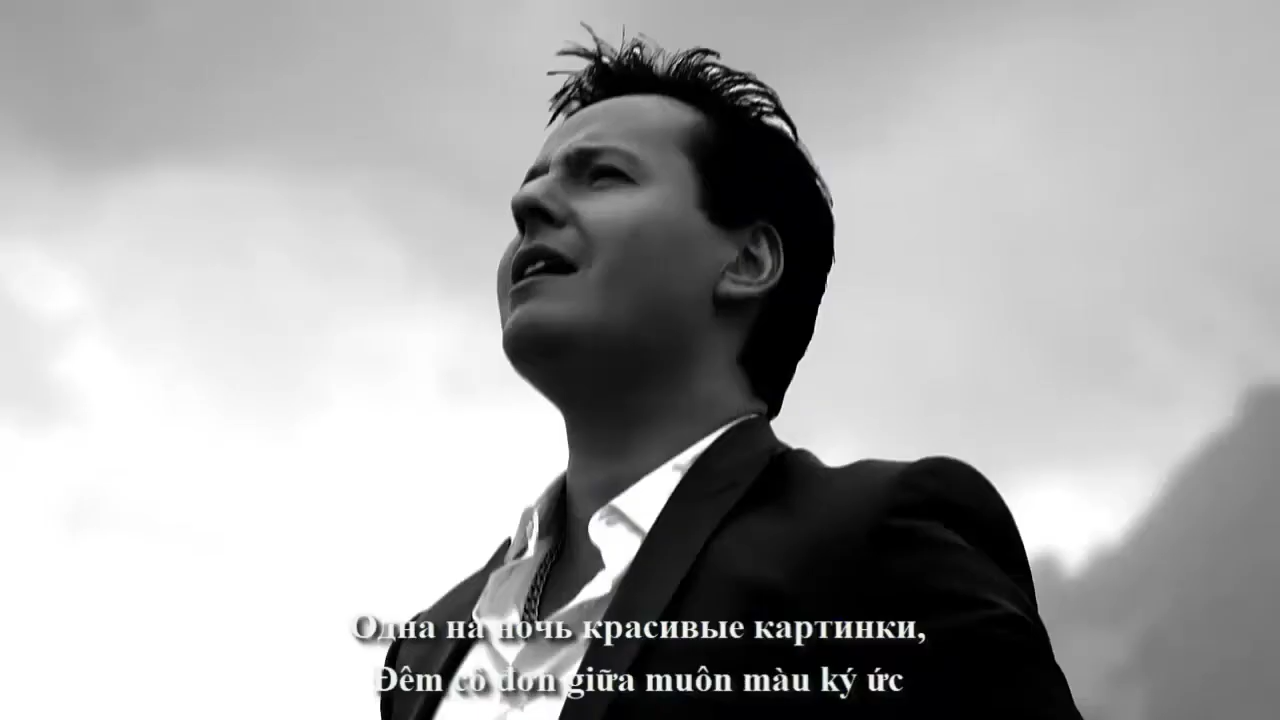 Одна на ночь красивые картинки,
Đêm cô đơn giữa muôn màu ký ức